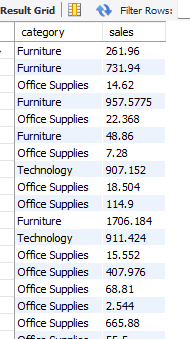 Result Grid Filter Rows:
category sales
Furniture 261.96
Furniture 731.94
Office Supplies 14.62
Furniture 957.5775
Office Supplies 22.368
Furniture 48.86
Office Supplies 7.28
Technology 907.152
Office Supplies 18.504
Office Supplies 114.9
Furniture 1706.184
Technology 911.424
Office Supplies 15.552
Office Supplies 407.976
Office Supplies 68.81
Office Supplies 2.544
Office Supplies 665.88
Office Supplies 55.5